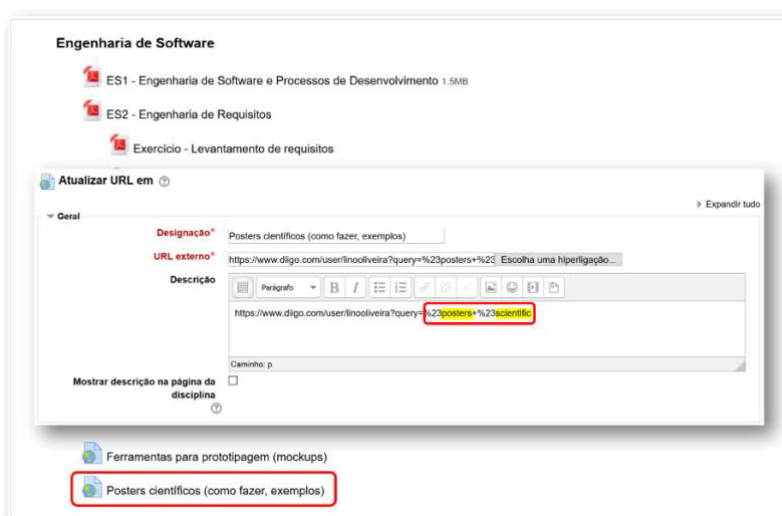 Engenharia de Software
ES1 - Engenharia de Software e Processos de Desenvolvimento 1.5MB
ES2 - Engenharia de Requisitos
Exercício - Levantamento de requisitos
Atualizar URL em
Expandir tudo
Geral
Designação* Posters científicos (como fazer, exemplos)
URL externo* https://www.diigo.com/user/linooliveira?query=%23posters+%23 Escolha uma hiperligação...
Descrição
Parágrafo B I
https://www.diigo.com/user/linooliveira?query=%23posters+%23scientific
Caminho: p
Mostrar descrição na página da
disciplina
Ferramentas para prototipagem (mockups)
Posters científicos (como fazer, exemplos)